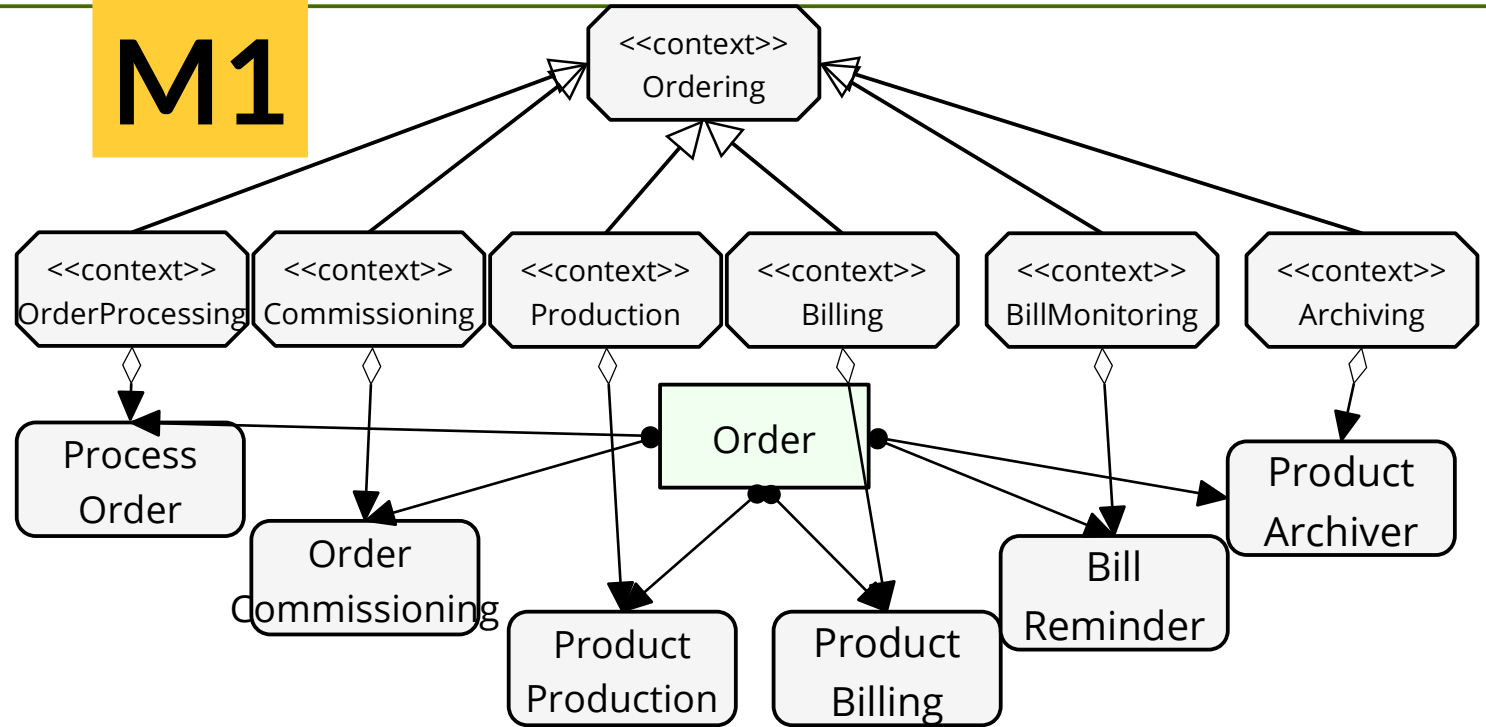 M1
<<context>>
Ordering
<<context>>
OrderProcessing
<<context>>
Commissioning
<<context>>
Production
<<context>>
Billing
<<context>>
BillMonitoring
<<context>>
Archiving
Order
Process
Order
Order
Commissioning
Product
Production
Product
Billing
Bill
Reminder
Product
Archiver